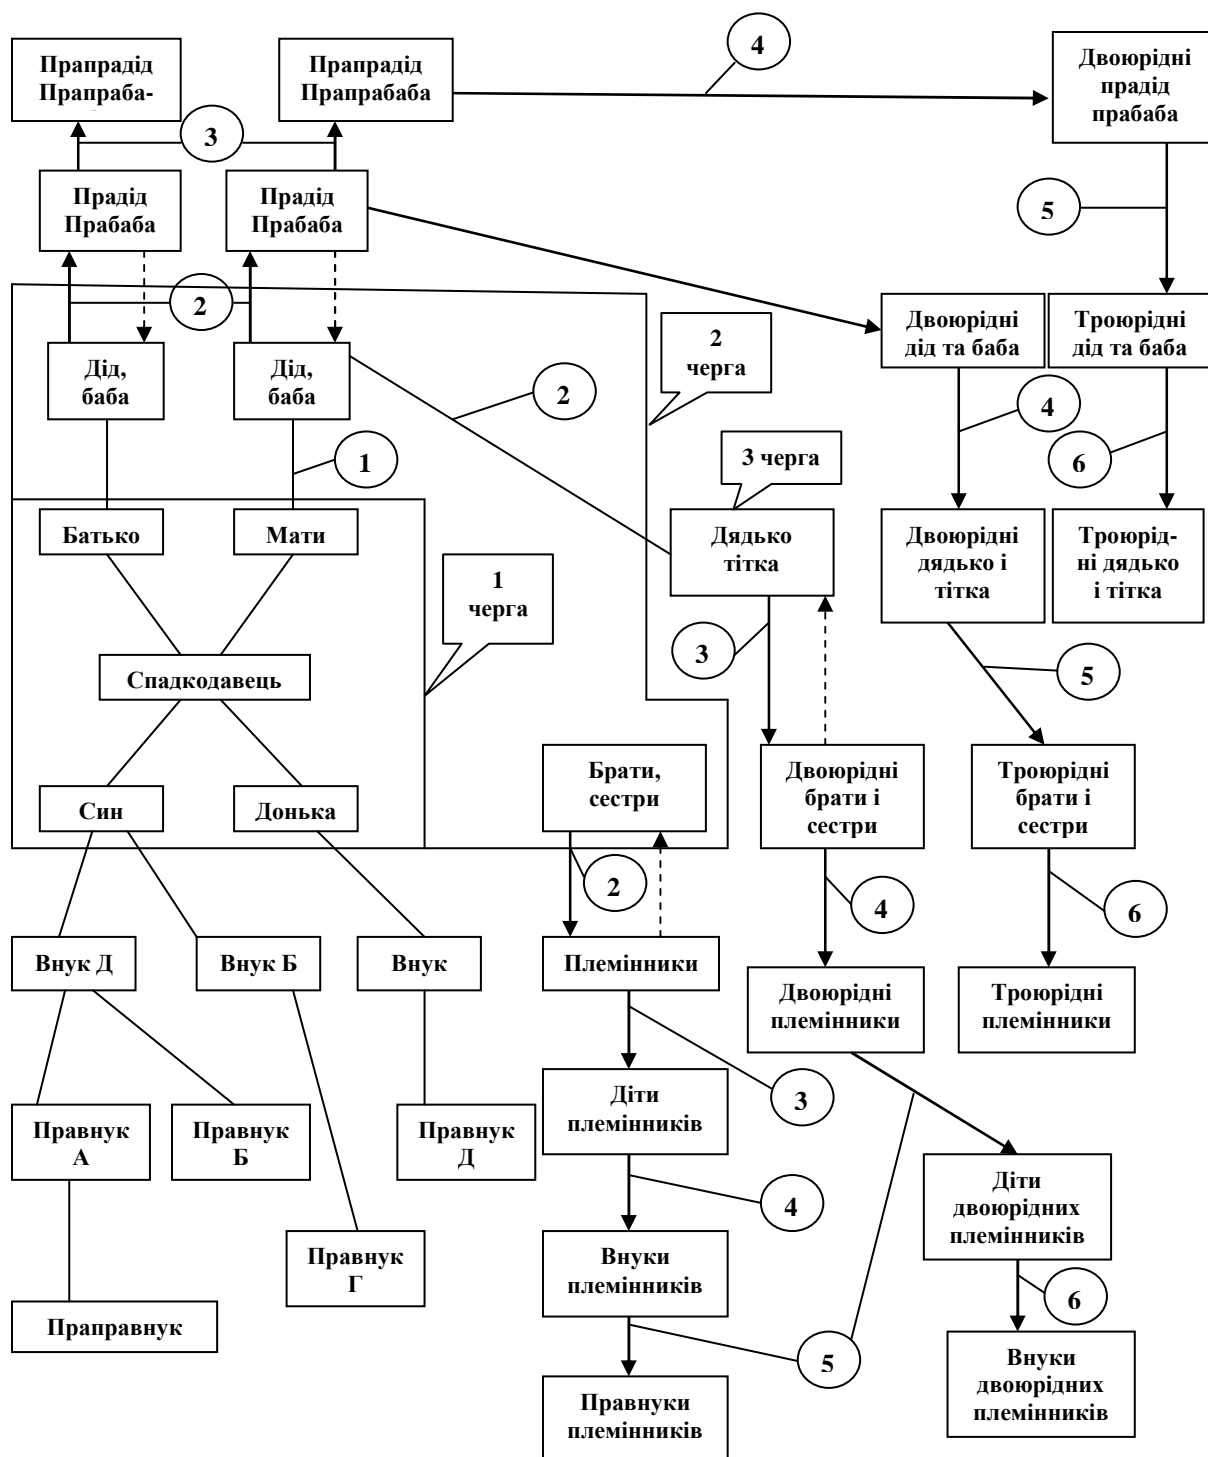 Прапрадід
Прапраба-
Прапрадід
Прапрабаба
4
Двоюрідні
прадід
прабаба
3
Прадід
Прабаба
Прадід
Прабаба
5
2
Двоюрідні
дід та баба
Троюрідні
дід та баба
2
черга
Дід,
баба
Дід,
баба
2
4
1
3 черга
6
Батько
Мати
Дядько
тітка
Двоюрідні
дядько і
тітка
Троюрід-
ні дядько
і тітка
1
черга
3
5
Спадкодавець
Син
Донька
Брати,
сестри
Двоюрідні
брати і
сестри
Троюрідні
брати і
сестри
2
4
6
Внук Д
Внук Б
Внук
Племінники
Двоюрідні
племінники
Троюрідні
племінники
3
Діти
племінників
Правнук
А
Правнук
Б
Правнук
Д
4
Діти
двоюрідних
племінників
Внуки
племінників
Правнук
Г
6
Праправнук
5
Внуки
двоюрідних
племінників
Правнуки
племінників